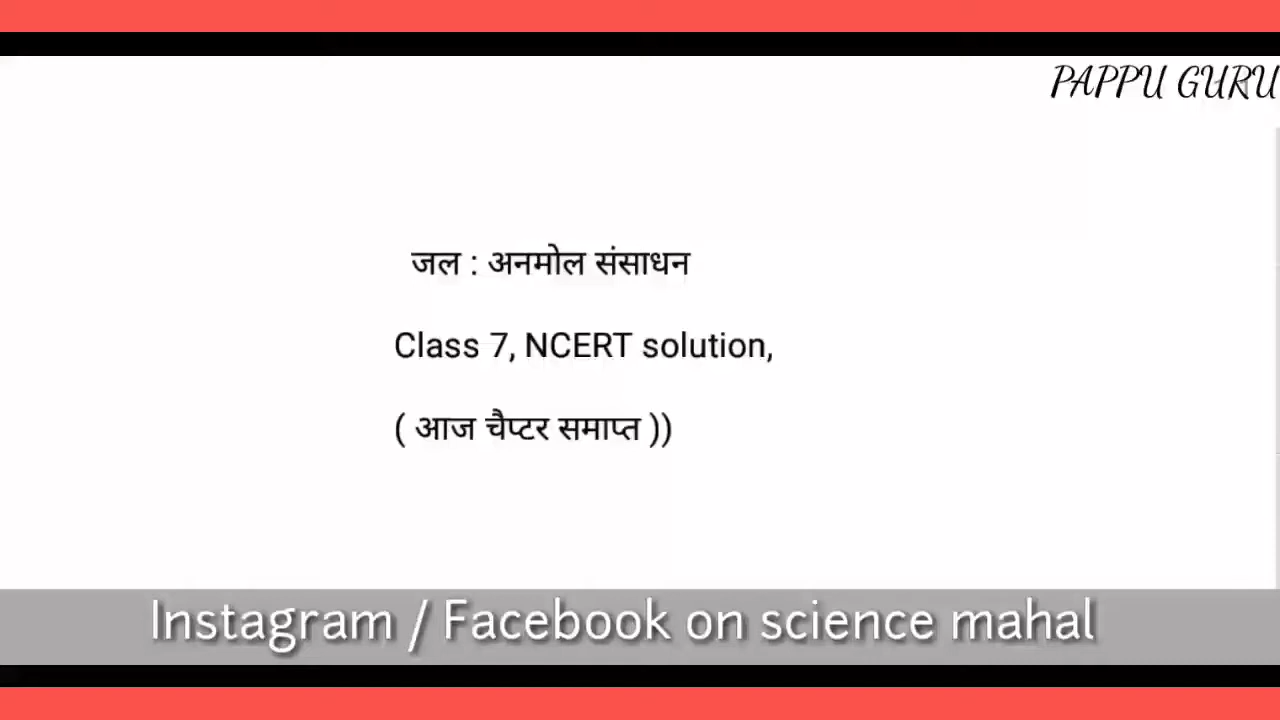 PAPPU GURU
जल : अनमोल संसाधन
Class 7, NCERT solution,
( आज चैप्टर समाप्त ))
Instagram / Facebook on science mahal